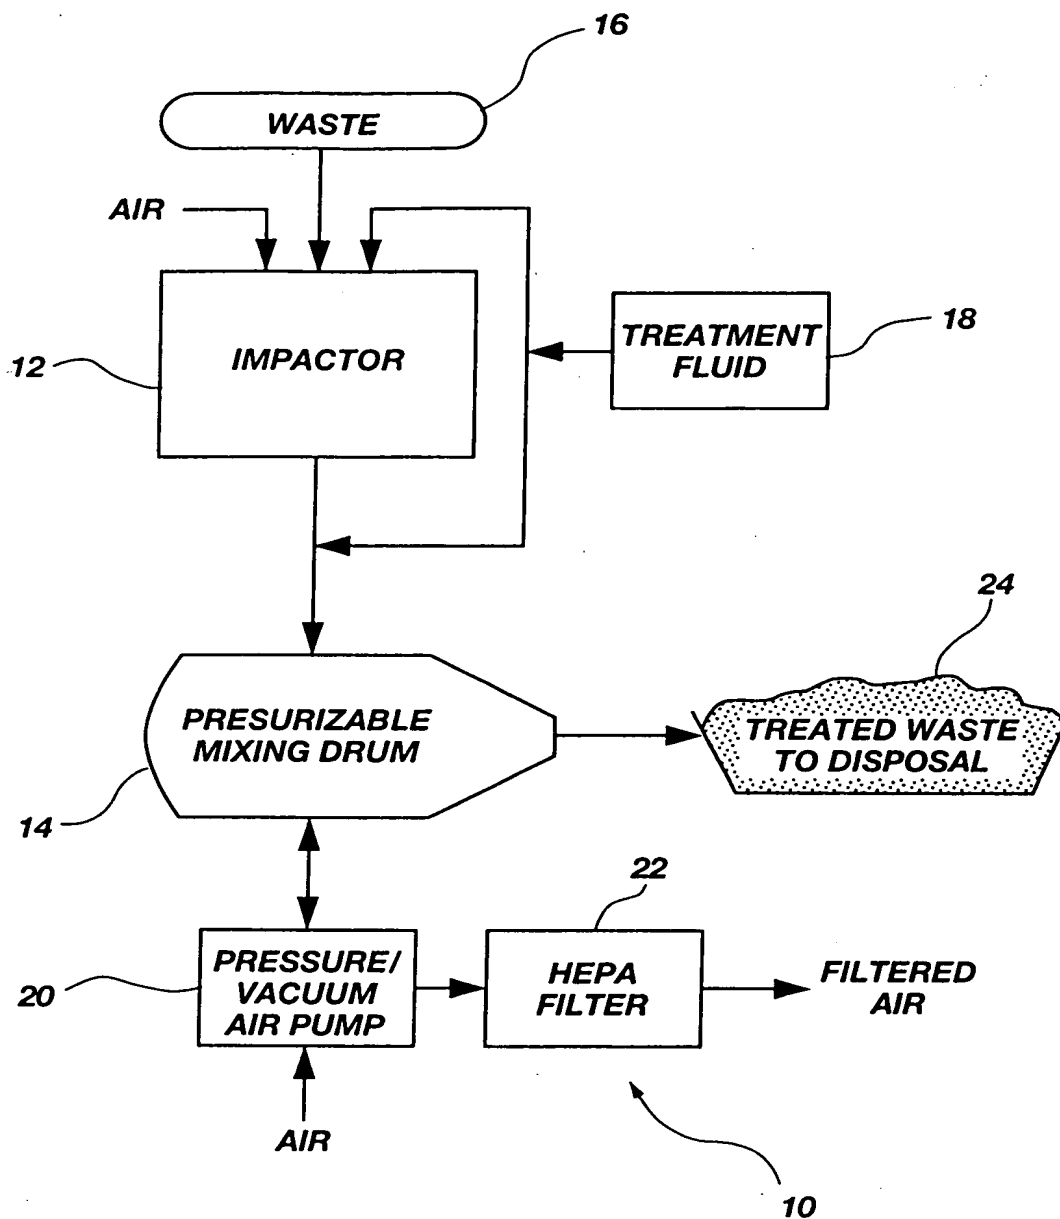 16
WASTE
AIR
TREATMENT
FLUID
18
12
IMPACTOR
24
PRESURIZABLE
MIXING DRUM
TREATED WASTE
TO DISPOSAL
14
22
PRESSURE/
VACUUM
AIR PUMP
20
HEPA
FILTER
FILTERED
AIR
AIR
10